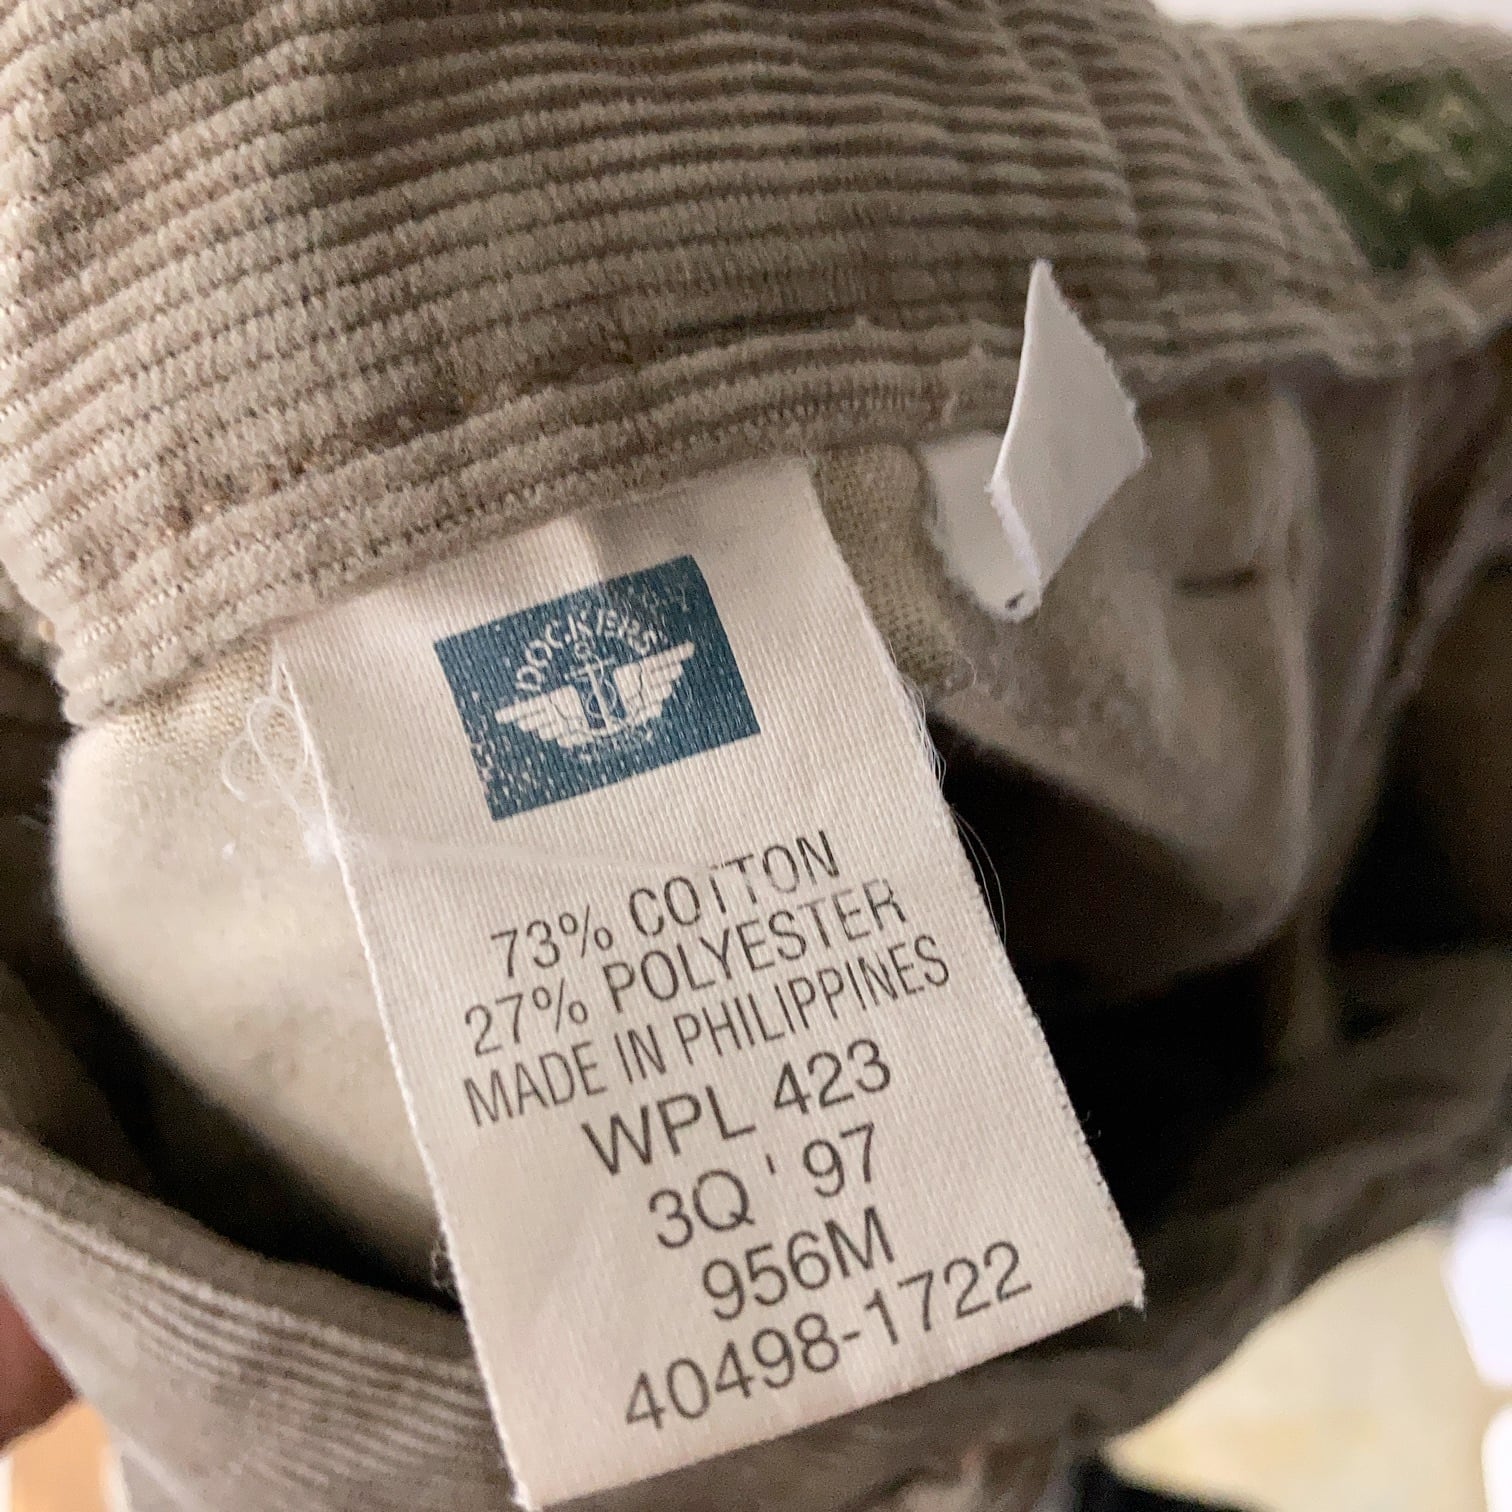 DOCKERS
73% COTTON
27% POLYESTER
MADE IN PHILIPPINES
WPL 423
3Q ' 97
956M
40498-1722